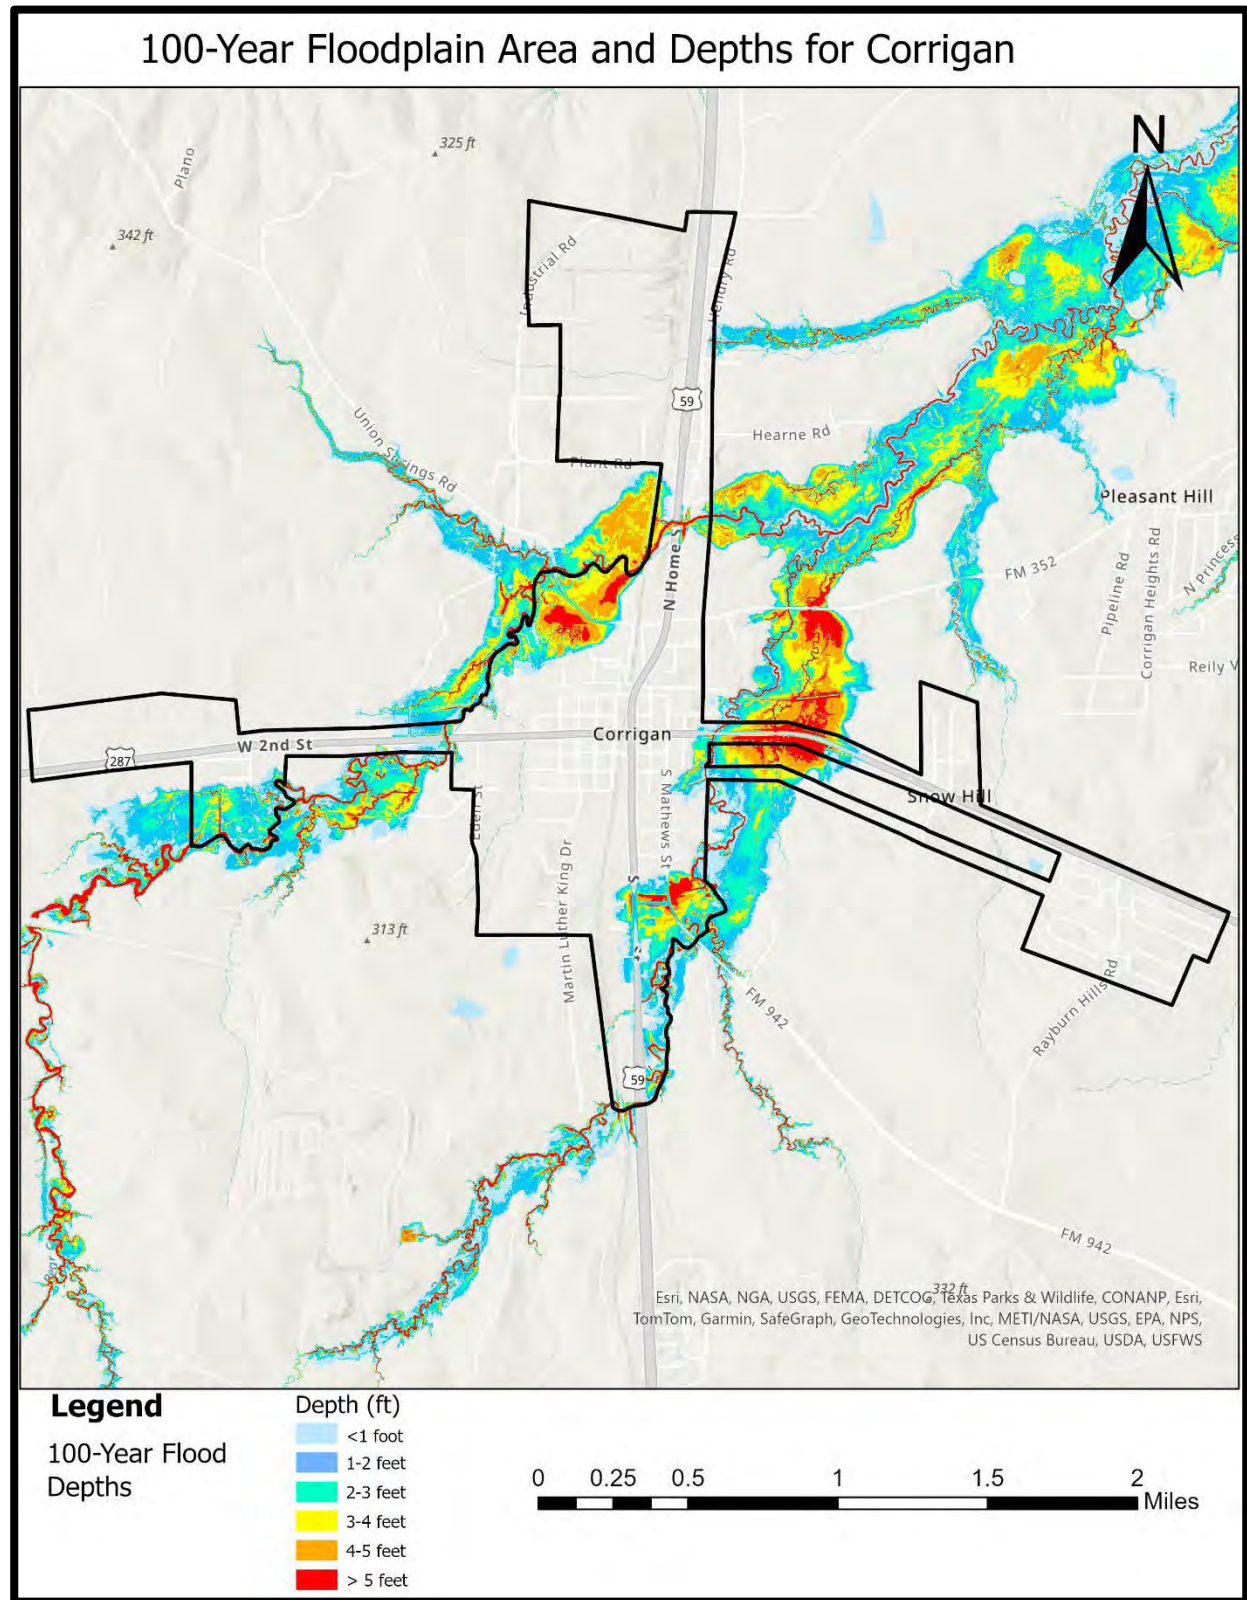 100-Year Floodplain Area and Depths for Corrigan
N
325 ft
Plano
342 ft
Industrial Rd
Hendry Rd
59
Union Springs Rd
Hearne Rd
Plant Rd
Pleasant Hill
N Home S
FM 352
Pipeline Rd
Corrigan Heights Rd
N Princess
Reily V
Corrigan
W 2nd St
287
S Mathews St
Snow Hill
Eden St
Martin Luther King Dr
S
313 ft
FM 942
Rayburn Hills Rd
59
FM 942
332 ft
Esri, NASA, NGA, USGS, FEMA, DETCOG, Texas Parks & Wildlife, CONANP, Esri,
TomTom, Garmin, SafeGraph, GeoTechnologies, Inc, METI/NASA, USGS, EPA, NPS,
US Census Bureau, USDA, USFWS
Legend
Depth (ft)
100-Year Flood
Depths
<1 foot
1-2 feet
2-3 feet
3-4 feet
4-5 feet
> 5 feet
0 0.25 0.5 1 1.5 2
Miles